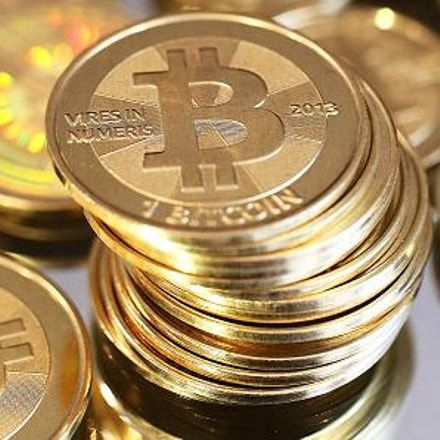 VIRES IN
NUMERIS
2013
1 BITCOIN